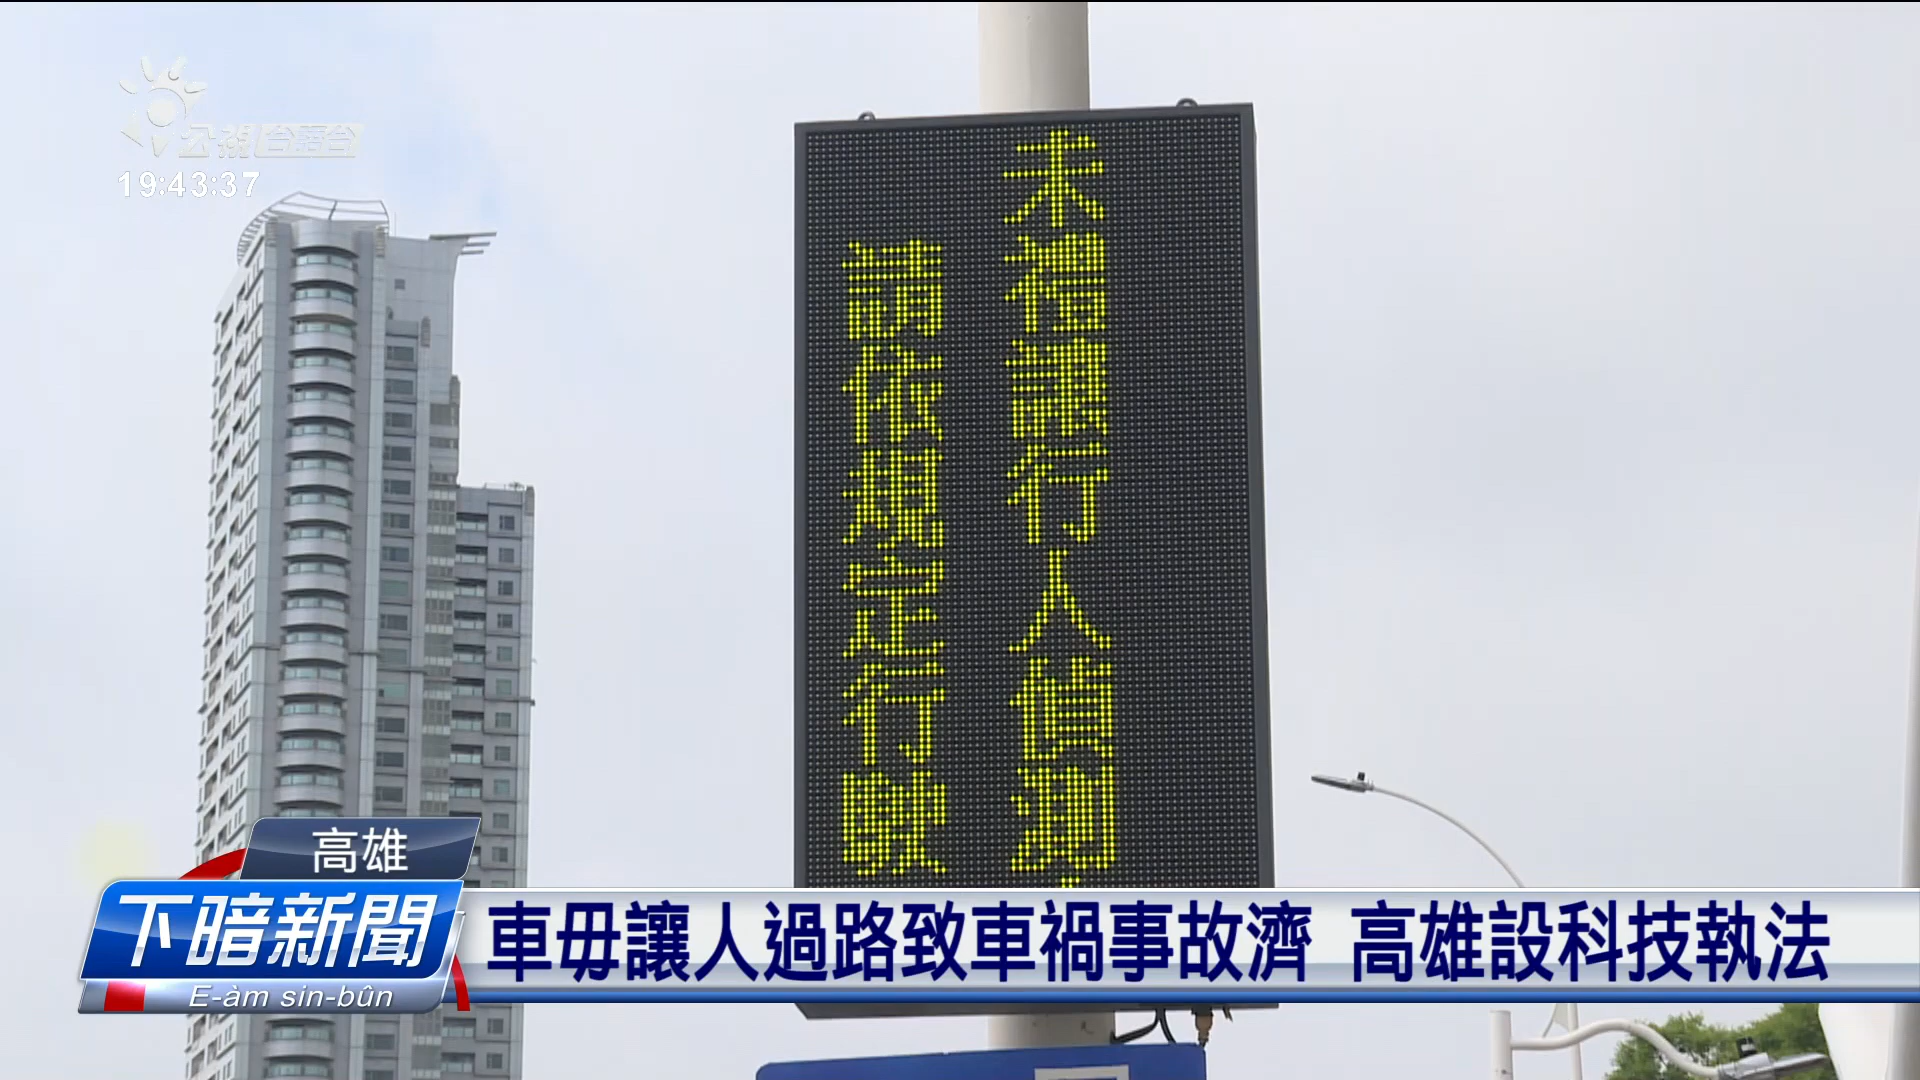 公視台語台
19:43:37
未禮讓行人偵測
請依規定行駛
高雄
下暗新聞
E-àm sin-bûn
車毋讓人過路致車禍事故濟 高雄設科技執法